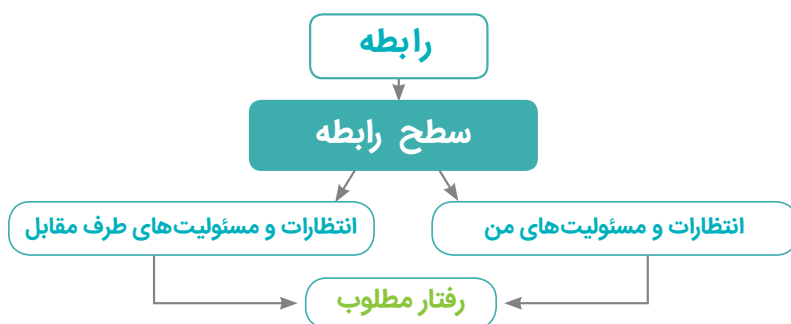 رابطه
سطح رابطه
انتظارات و مسئولیت‌های من
انتظارات و مسئولیت‌های طرف مقابل
رفتار مطلوب